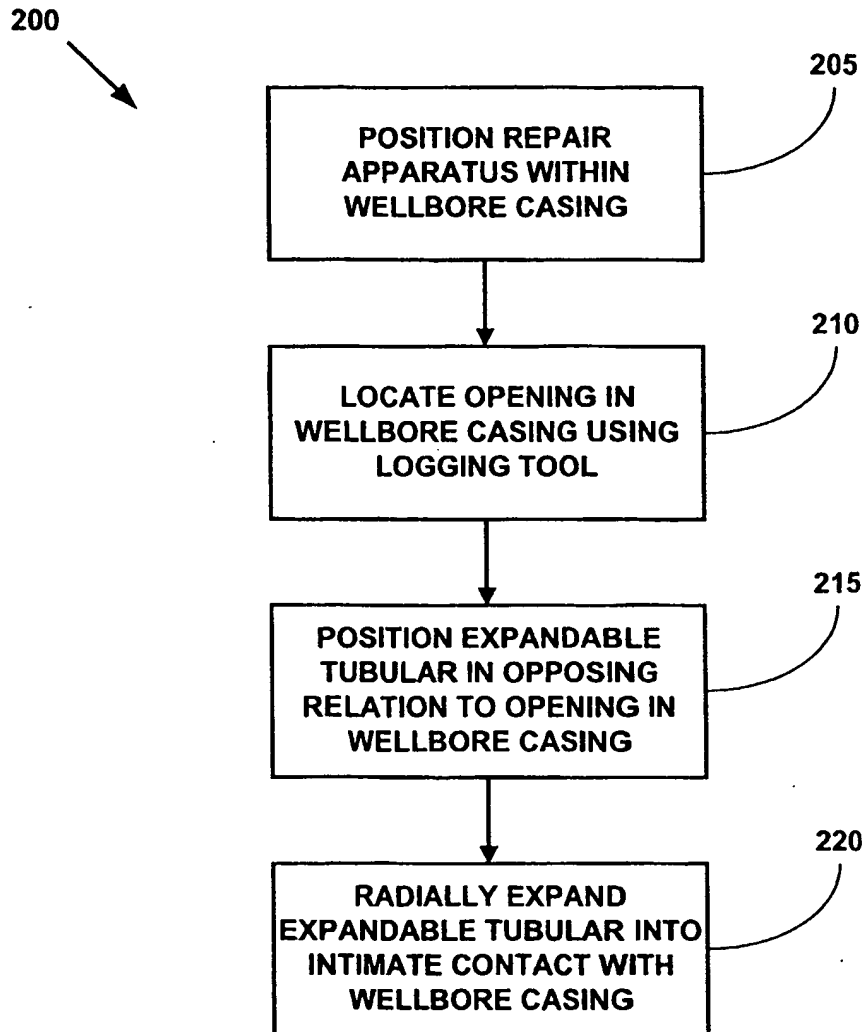 200
205
POSITION REPAIR
APPARATUS WITHIN
WELLBORE CASING
210
LOCATE OPENING IN
WELLBORE CASING USING
LOGGING TOOL
215
POSITION EXPANDABLE
TUBULAR IN OPPOSING
RELATION TO OPENING IN
WELLBORE CASING
220
RADIALLY EXPAND
EXPANDABLE TUBULAR INTO
INTIMATE CONTACT WITH
WELLBORE CASING